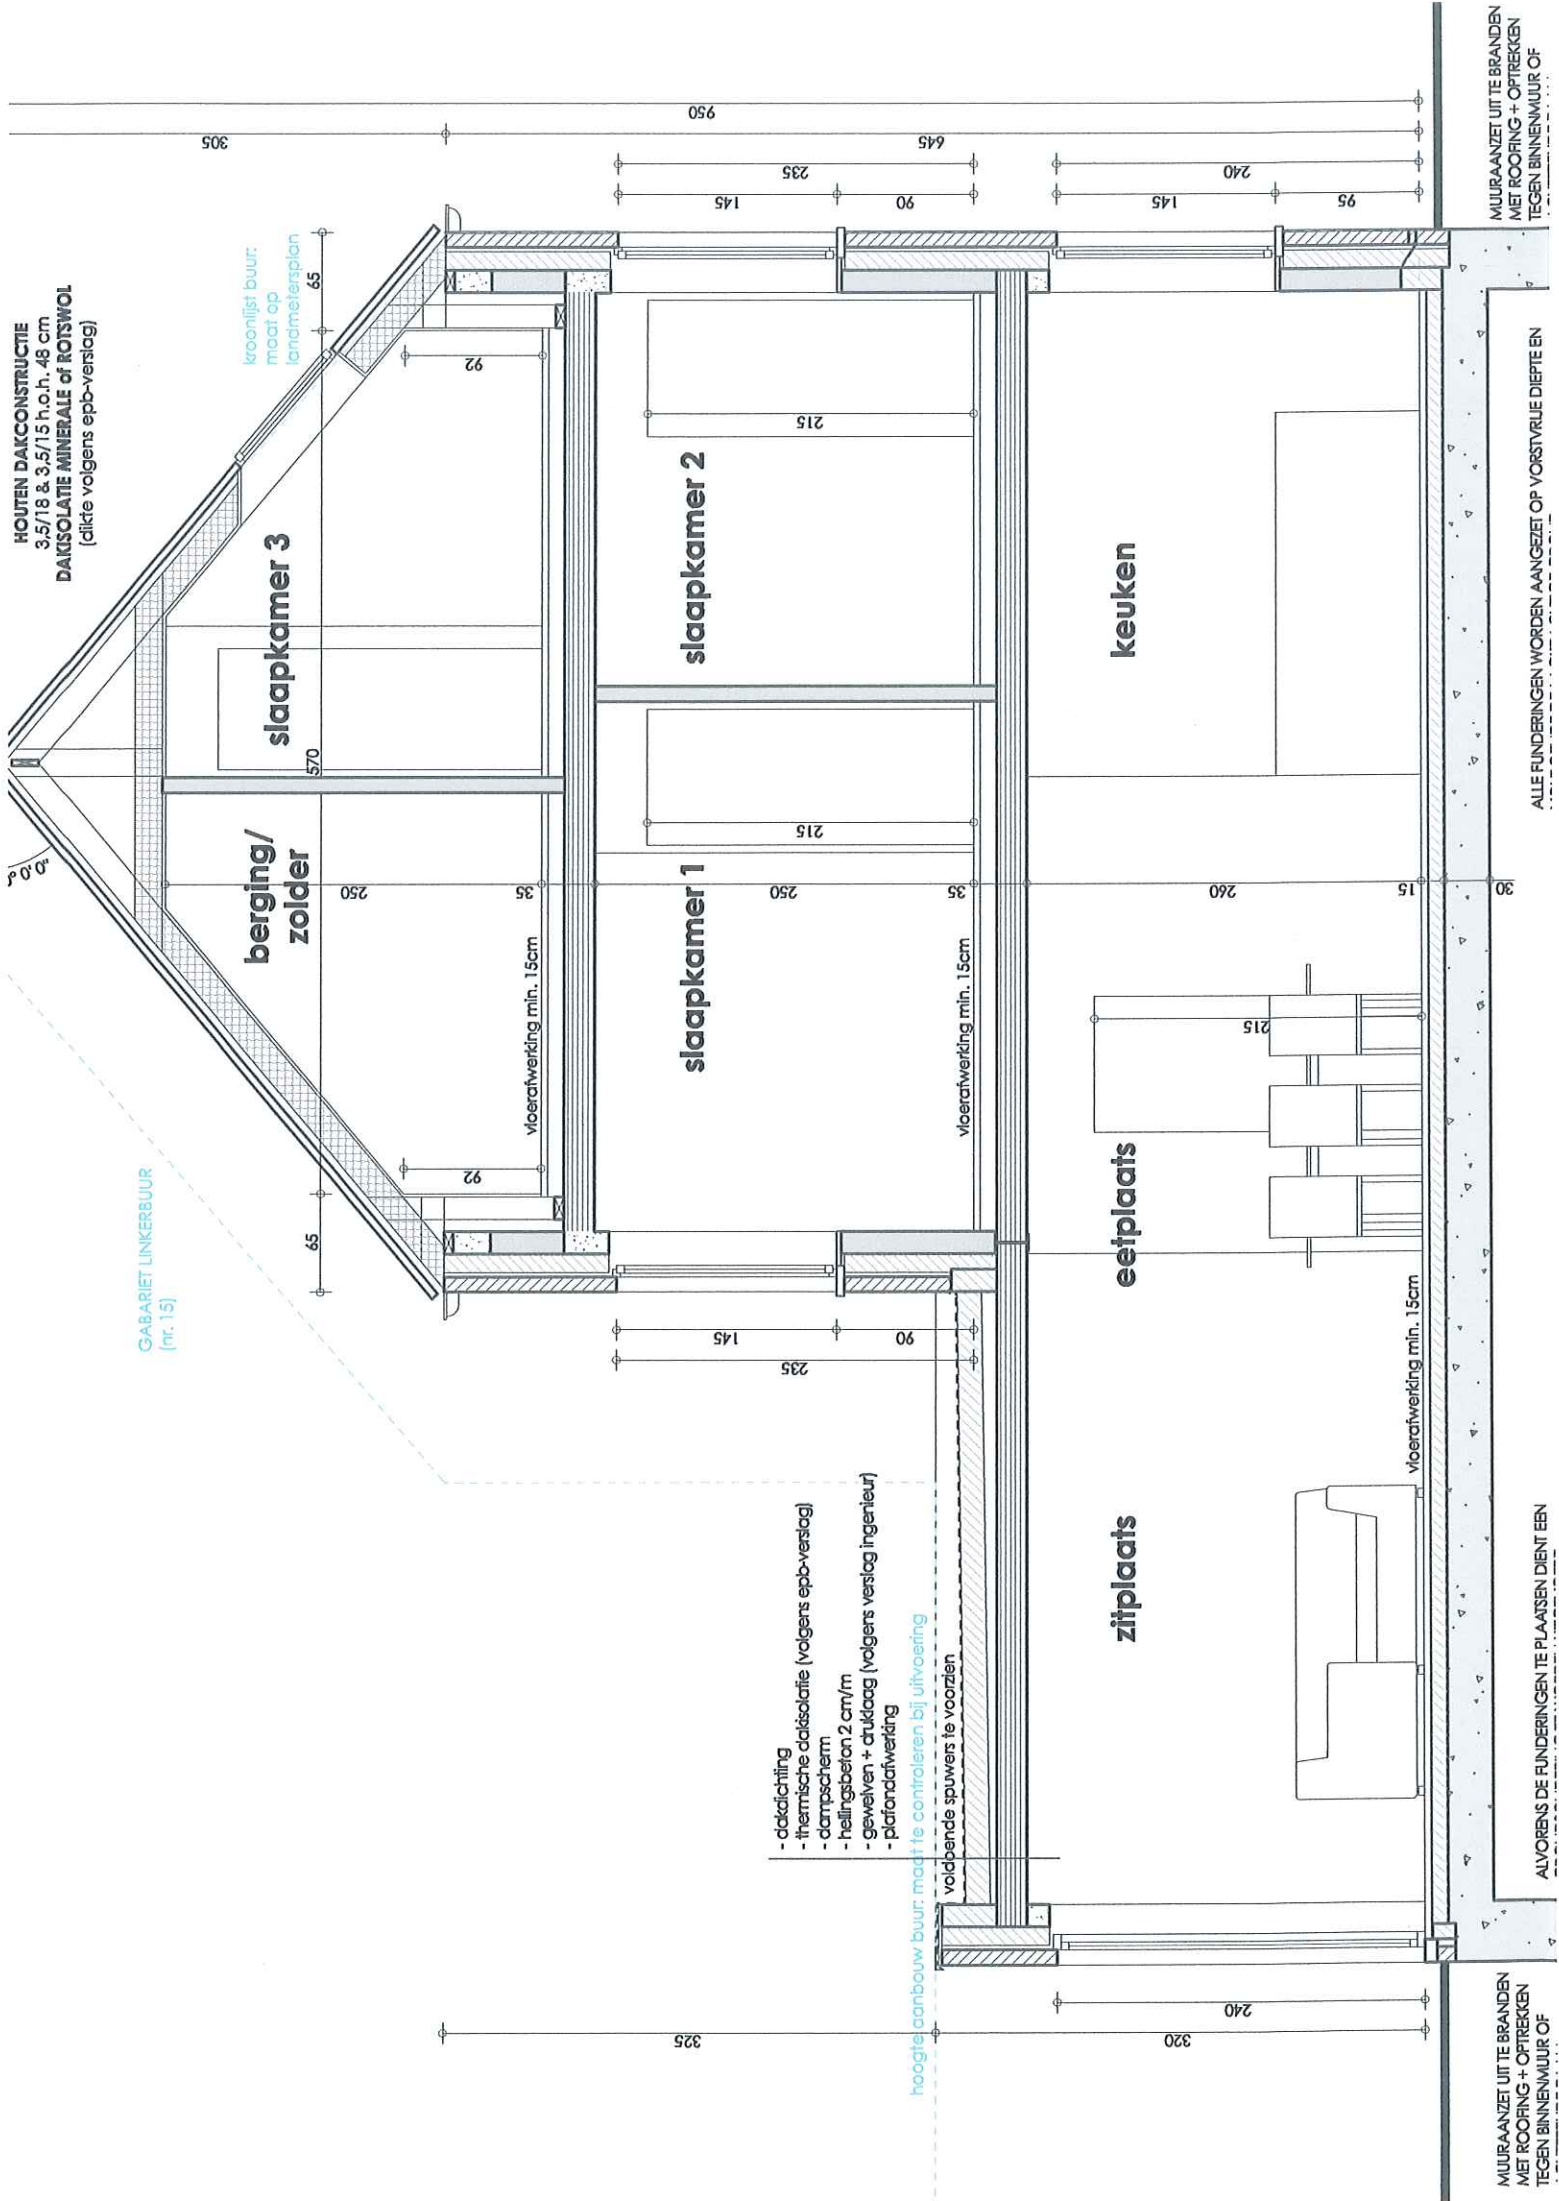 HOUTEN DAKCONSTRUCTIE
3,5/18 & 3,5/15 h.o.h. 48 cm
DAKISOLATIE MINERALE of ROTSWOL
(dikte volgens epb-verslag)
kroonlijst buur:
maat op
landmetersplan
GABARIET LINKERBUUR
(nr. 15)
berging/
zolder
slaapkamer 3
slaapkamer 1
slaapkamer 2
zitplaats
eetplaats
keuken
vloerafwerking min. 15cm
vloerafwerking min. 15cm
vloerafwerking min. 15cm
- dakdichting
- thermische dakisolatie (volgens epb-verslag)
- dampscherm
- hellingsbeton 2 cm/m
- gewelven + druklaag (volgens verslag ingenieur)
- plafondafwerking
hoogte aanbouw buur: maat te controleren bij uitvoering
voldoende spuwers te voorzien
65
570
65
92
92
250
35
250
35
260
15
30
215
215
215
145
90
235
325
320
240
305
950
645
235
145
90
240
145
95
MUURAANZET UIT TE BRANDEN
MET ROOFING + OPTREKKEN
TEGEN BINNENMUUR OF
ALVORENS DE FUNDERINGEN TE PLAATSEN DIENT EEN
ALLE FUNDERINGEN WORDEN AANGEZET OP VORSTVRIJE DIEPTE EN
MUURAANZET UIT TE BRANDEN
MET ROOFING + OPTREKKEN
TEGEN BINNENMUUR OF